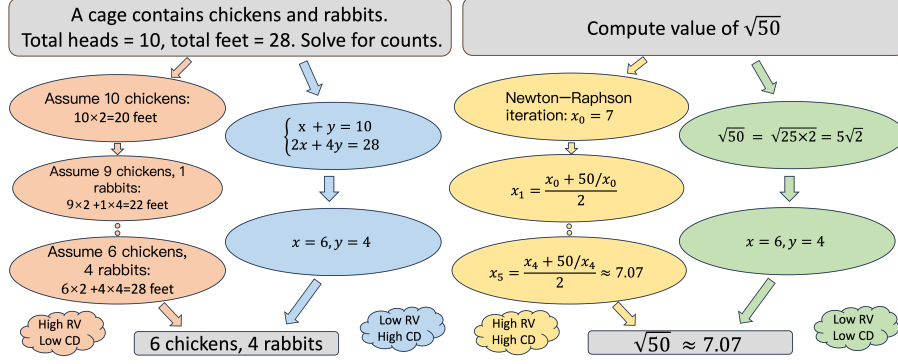 A cage contains chickens and rabbits.
Total heads = 10, total feet = 28. Solve for counts.
Assume 10 chickens:
10×2=20 feet
Assume 9 chickens, 1
rabbits:
9×2 +1×4=22 feet
Assume 6 chickens,
4 rabbits:
6×2 +4×4=28 feet
{ x + y = 10
2x + 4y = 28
x = 6, y = 4
High RV
Low CD
6 chickens, 4 rabbits
Low RV
High CD
Compute value of √50
Newton—Raphson
iteration: x₀ = 7
x₁ = (x₀ + 50/x₀) / 2
x₅ = (x₄ + 50/x₄) / 2 ≈ 7.07
√50 = √25×2 = 5√2
x = 6, y = 4
High RV
High CD
√50 ≈ 7.07
Low RV
Low CD